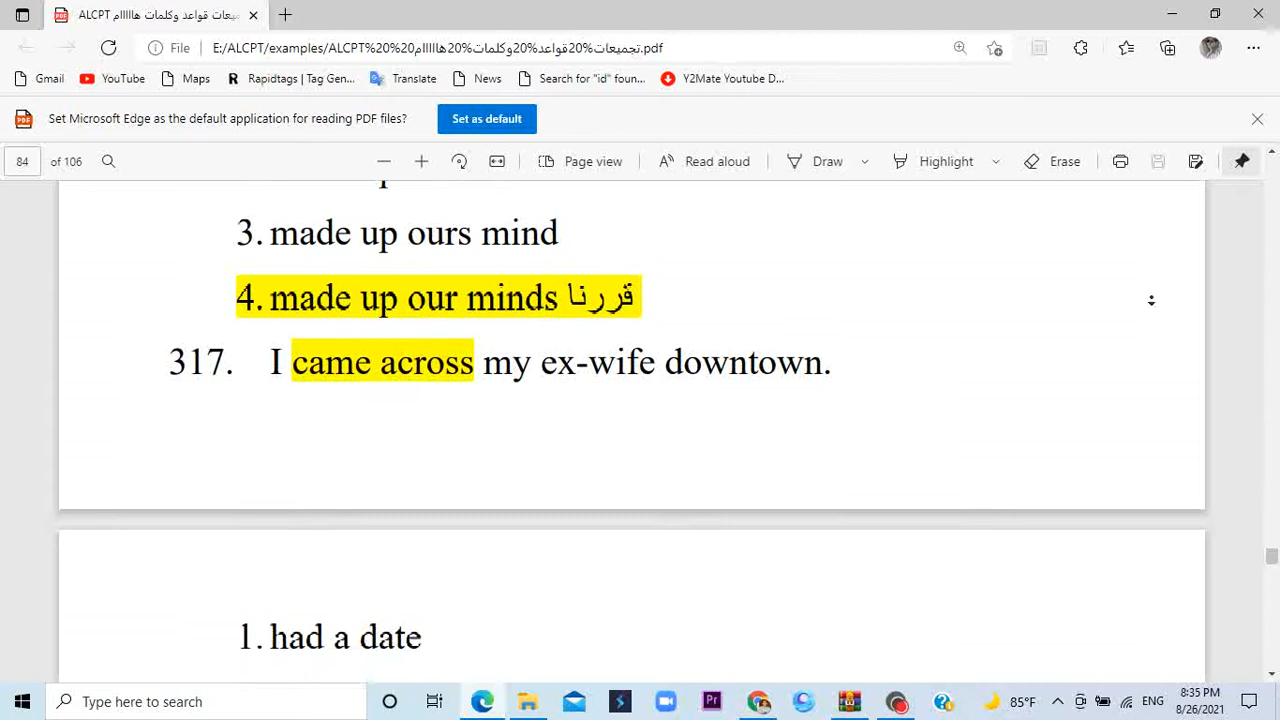 ALCPT تجميعات قواعد وكلمات هاااااام
File
E:/ALCPT/examples/ALCPT%20%20تجميعات%20قواعد%20وكلمات%20هااااام.pdf
Gmail
YouTube
Maps
Rapidtags | Tag Gen...
Translate
News
Search for "id" foun...
Y2Mate Youtube D...
Set Microsoft Edge as the default application for reading PDF files?
Set as default
84 of 106
Page view
Read aloud
Draw
Highlight
Erase
3. made up ours mind
4. made up our minds قررنا
317. I came across my ex-wife downtown.
1. had a date
Type here to search
Pr
85°F
ENG
8:35 PM
8/26/2021